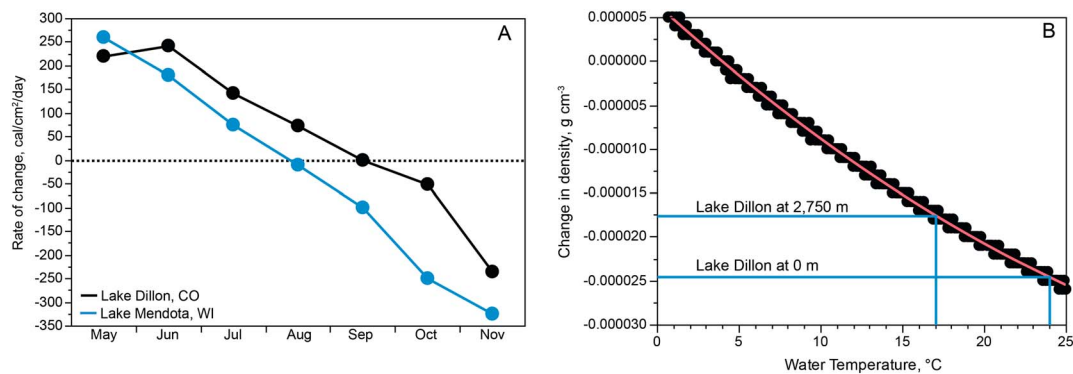 A
Rate of change, cal/cm²/day
300
250
200
150
100
50
0
-50
-100
-150
-200
-250
-300
-350
Lake Dillon, CO
Lake Mendota, WI
May Jun Jul Aug Sep Oct Nov
B
Change in density, g cm⁻³
0.000005
0.000000
-0.000005
-0.000010
-0.000015
-0.000020
-0.000025
-0.000030
Lake Dillon at 2,750 m
Lake Dillon at 0 m
0 5 10 15 20 25
Water Temperature, °C